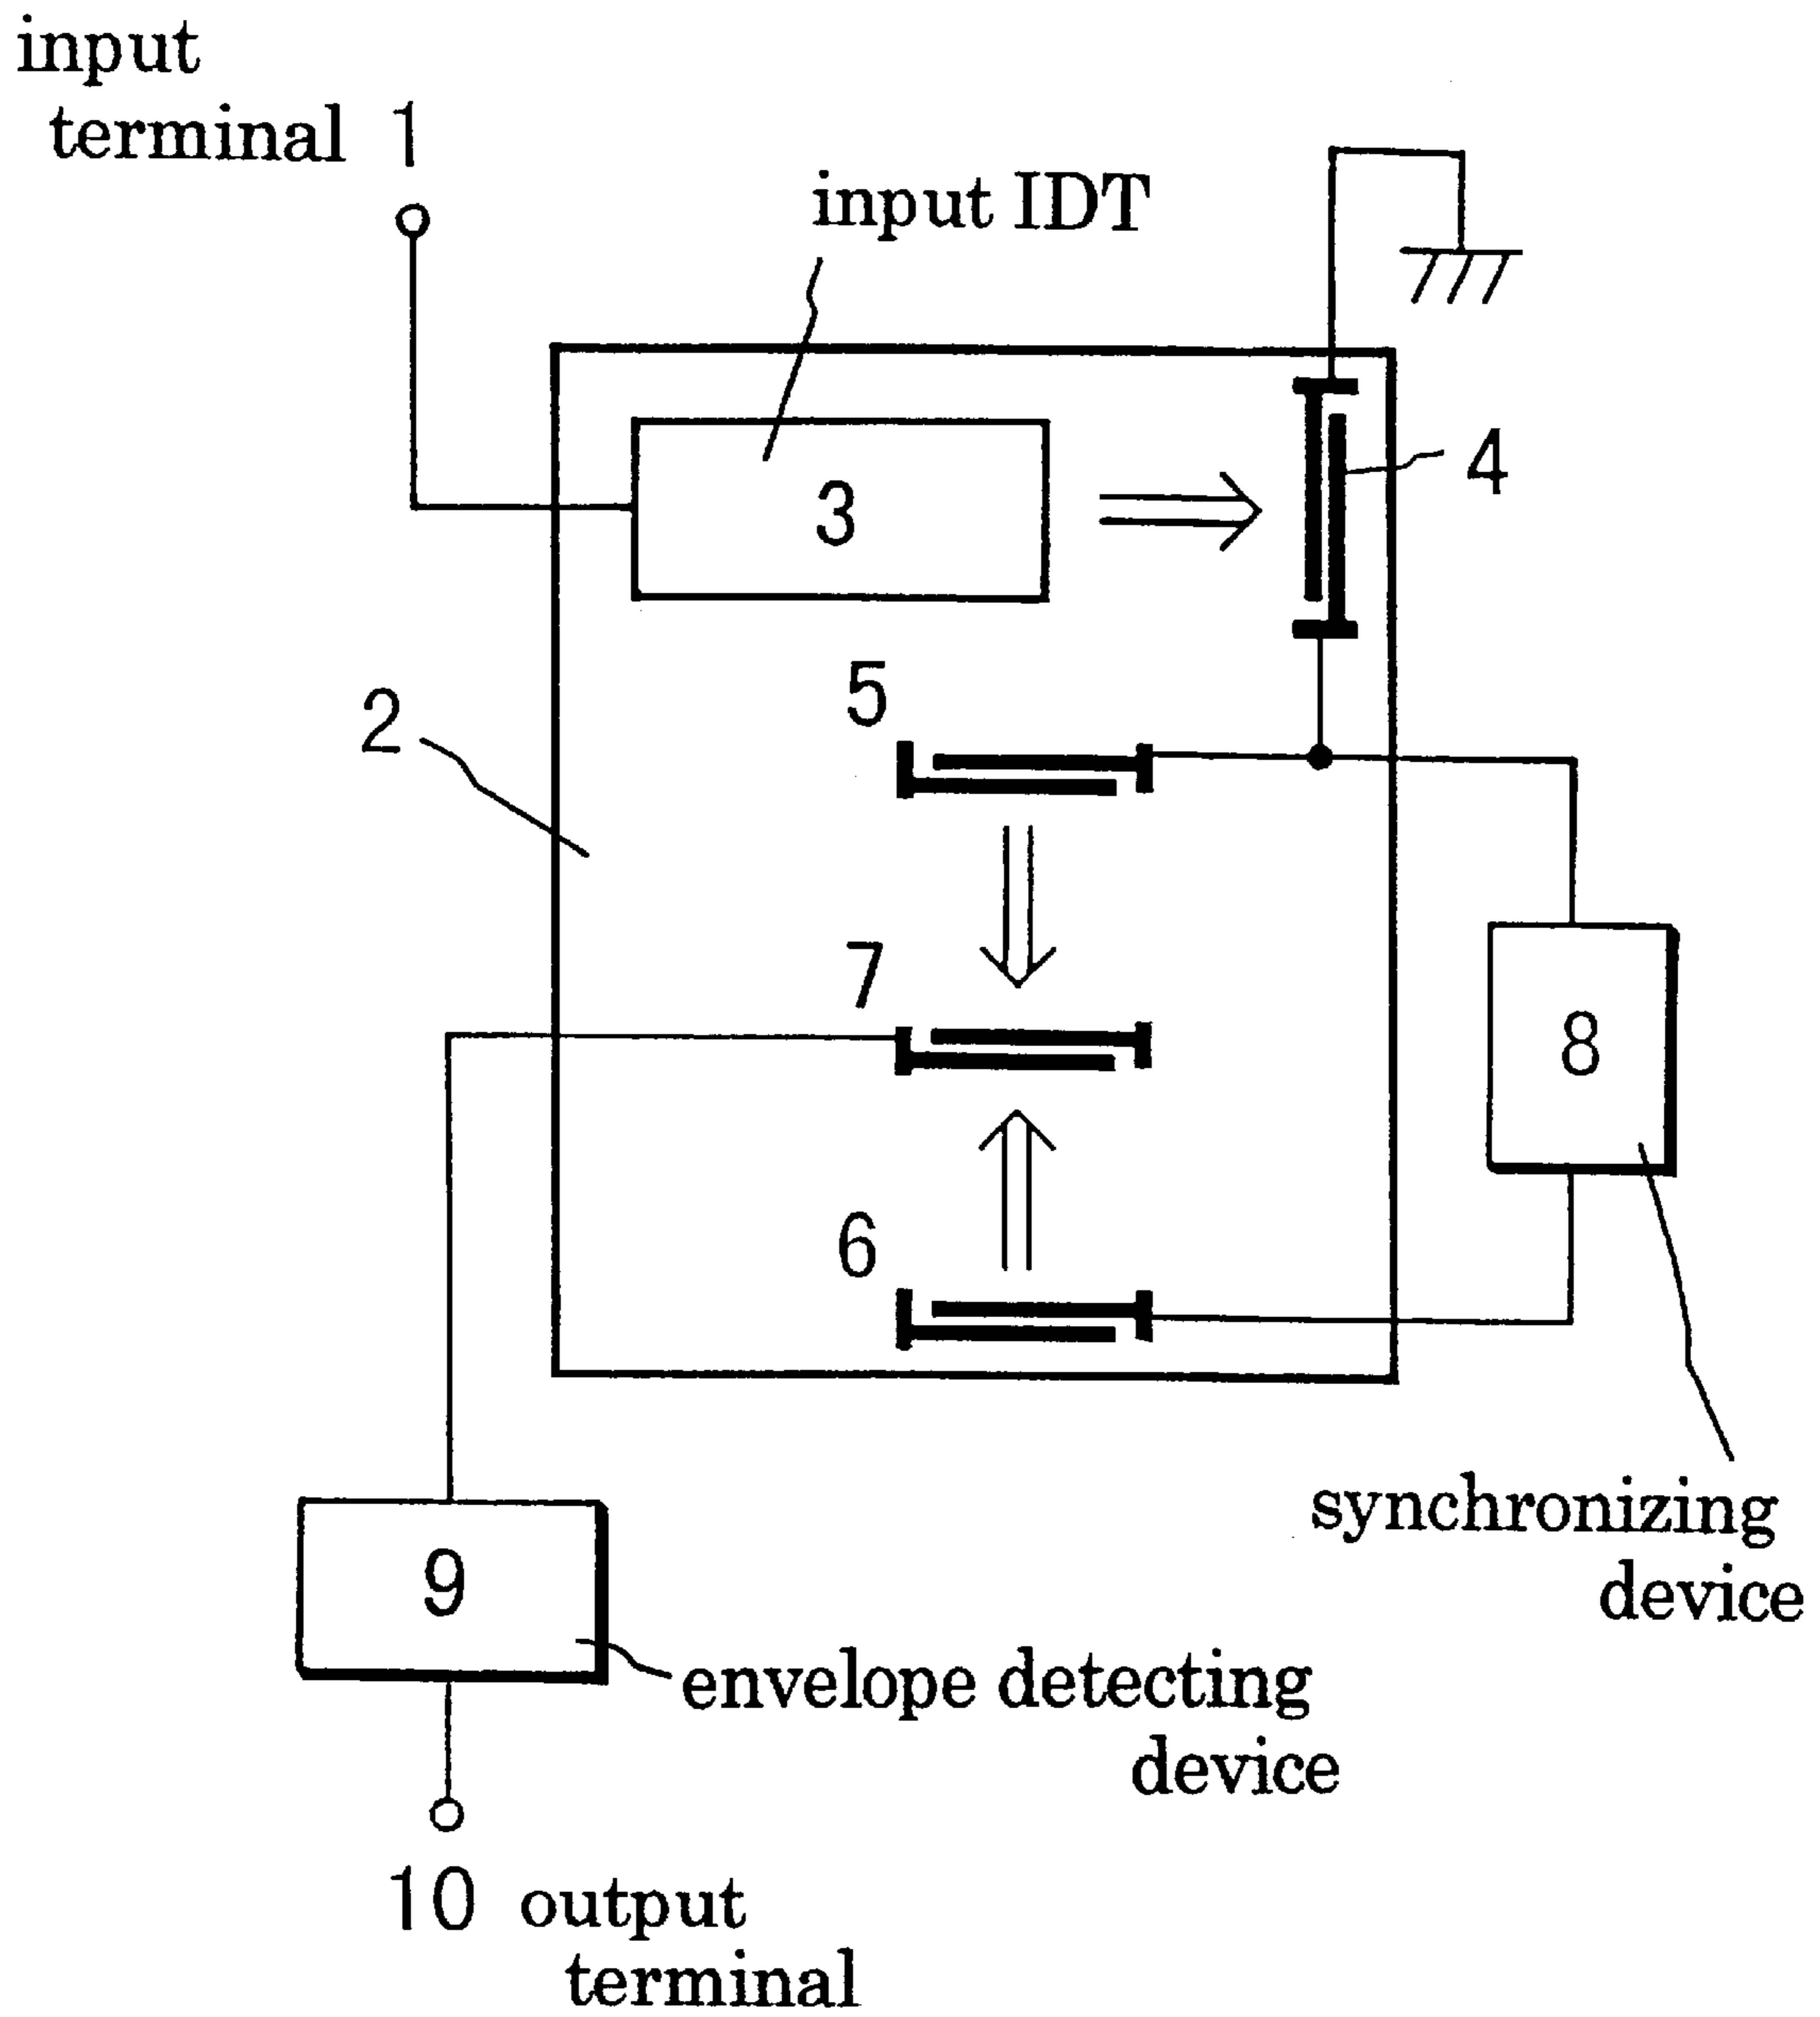 input
terminal 1
input IDT
3
4
5
2
7
8
6
synchronizing
device
9
envelope detecting
device
10 output
terminal